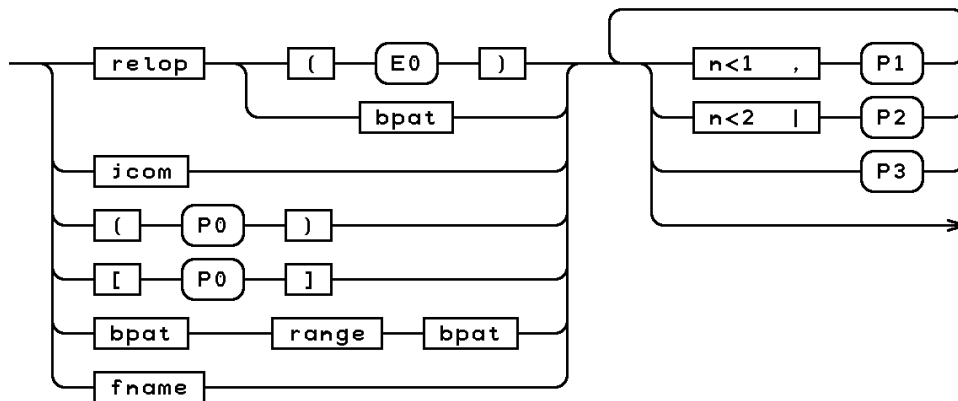 relop ( E0 ) n<1 , P1
bpat n<2 | P2
jcom P3
( P0 )
[ P0 ]
bpat range bpat
fname